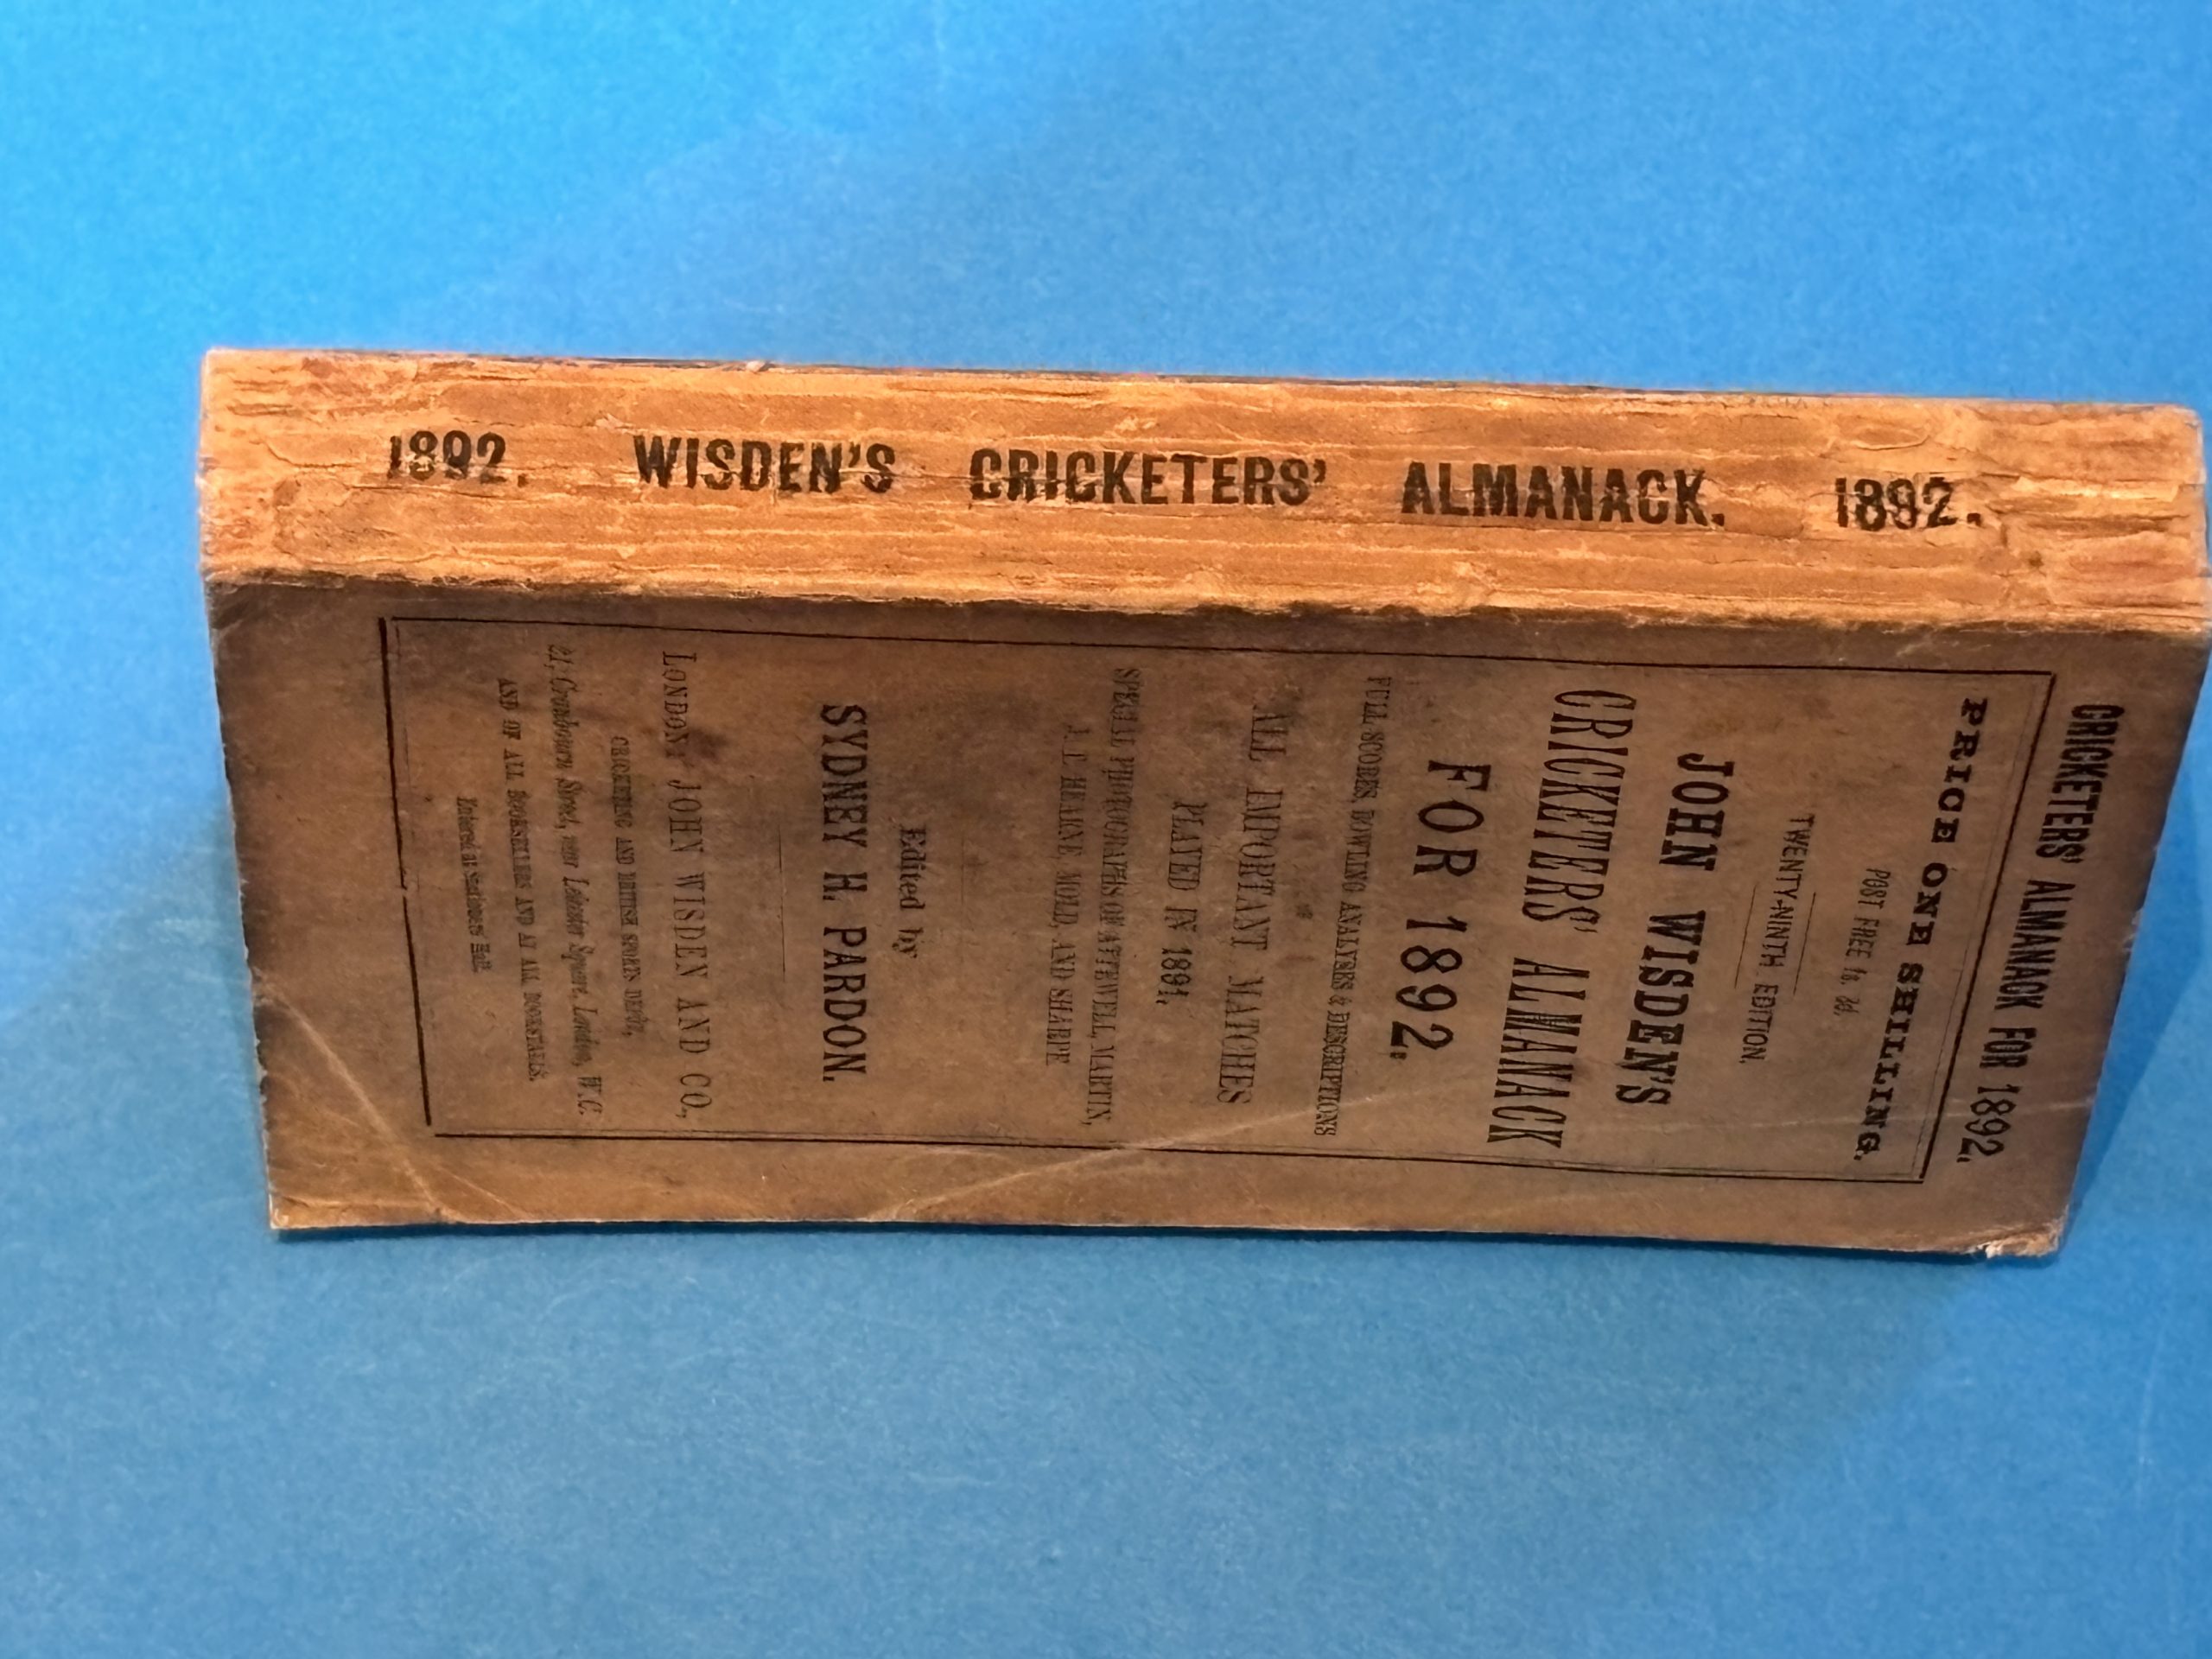 1892. WISDEN'S CRICKETERS' ALMANACK. 1892.
CRICKETERS' ALMANACK FOR 1892.
PRICE ONE SHILLING.
POST FREE 1s. 3d.
TWENTY-NINTH EDITION.
JOHN WISDEN'S
CRICKETERS' ALMANACK
FOR 1892.
FULL SCORES, BOWLING ANALYSES & DESCRIPTIONS
OF
ALL IMPORTANT MATCHES
PLAYED IN 1891,
SPECIAL PHOTOGRAPHS OF ATTEWELL, MARTIN,
J. T. HEARNE, MOLD, AND SHARPE
Edited by
SYDNEY H. PARDON.
LONDON: JOHN WISDEN AND CO.,
CRICKETING AND BRITISH SPORTS DEPÔT,
21, Cranbourn Street, near Leicester Square, London, W.C.
AND OF ALL BOOKSELLERS AND AT ALL BOOKSTALLS.
Entered at Stationers' Hall.